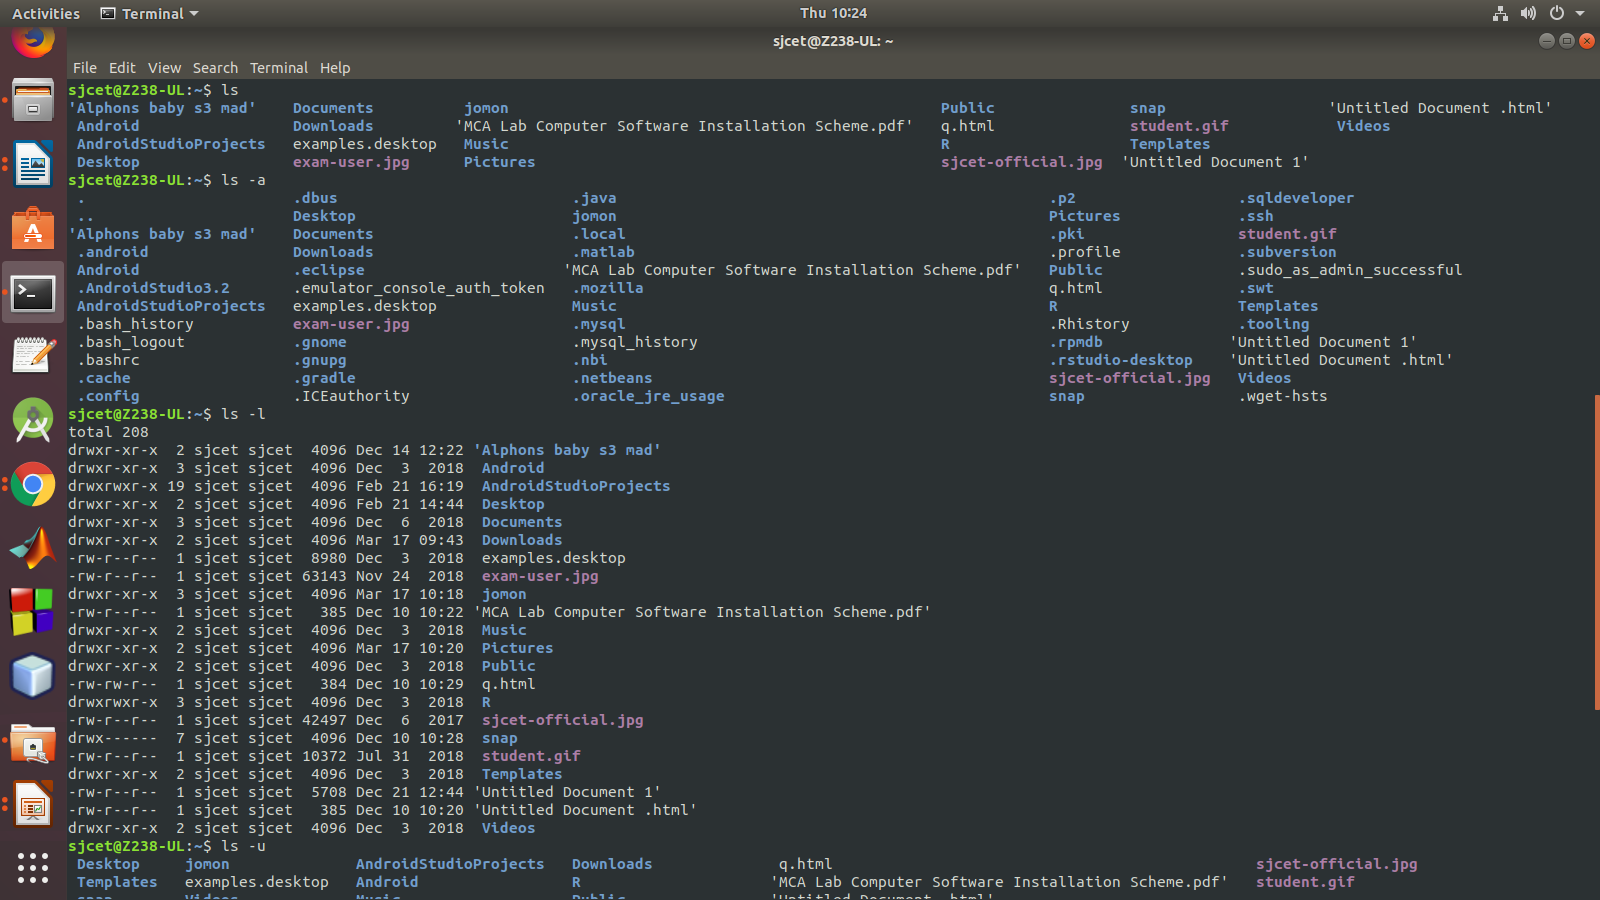 Activities Terminal Thu 10:24
sjcet@Z238-UL: ~
File Edit View Search Terminal Help
sjcet@Z238-UL:~$ ls
'Alphons baby s3 mad' Documents jomon Public snap 'Untitled Document .html'
Android Downloads 'MCA Lab Computer Software Installation Scheme.pdf' q.html student.gif Videos
AndroidStudioProjects examples.desktop Music R Templates
Desktop exam-user.jpg Pictures sjcet-official.jpg 'Untitled Document 1'
sjcet@Z238-UL:~$ ls -a
. .dbus .java .p2 .sqldeveloper
.. Desktop jomon Pictures .ssh
'Alphons baby s3 mad' Documents .local .pki student.gif
.android Downloads .matlab .profile .subversion
Android .eclipse 'MCA Lab Computer Software Installation Scheme.pdf' Public .sudo_as_admin_successful
.AndroidStudio3.2 .emulator_console_auth_token .mozilla q.html .swt
AndroidStudioProjects examples.desktop Music R Templates
.bash_history exam-user.jpg .mysql .Rhistory .tooling
.bash_logout .gnome .mysql_history .rpmdb 'Untitled Document 1'
.bashrc .gnupg .nbi .rstudio-desktop 'Untitled Document .html'
.cache .gradle .netbeans sjcet-official.jpg Videos
.config .ICEauthority .oracle_jre_usage snap .wget-hsts
sjcet@Z238-UL:~$ ls -l
total 208
drwxr-xr-x 2 sjcet sjcet 4096 Dec 14 12:22 'Alphons baby s3 mad'
drwxr-xr-x 3 sjcet sjcet 4096 Dec 3 2018 Android
drwxrwxr-x 19 sjcet sjcet 4096 Feb 21 16:19 AndroidStudioProjects
drwxr-xr-x 2 sjcet sjcet 4096 Feb 21 14:44 Desktop
drwxr-xr-x 3 sjcet sjcet 4096 Dec 6 2018 Documents
drwxr-xr-x 2 sjcet sjcet 4096 Mar 17 09:43 Downloads
-rw-r--r-- 1 sjcet sjcet 8980 Dec 3 2018 examples.desktop
-rw-r--r-- 1 sjcet sjcet 63143 Nov 24 2018 exam-user.jpg
drwxr-xr-x 3 sjcet sjcet 4096 Mar 17 10:18 jomon
-rw-r--r-- 1 sjcet sjcet 385 Dec 10 10:22 'MCA Lab Computer Software Installation Scheme.pdf'
drwxr-xr-x 2 sjcet sjcet 4096 Dec 3 2018 Music
drwxr-xr-x 2 sjcet sjcet 4096 Mar 17 10:20 Pictures
drwxr-xr-x 2 sjcet sjcet 4096 Dec 3 2018 Public
-rw-rw-r-- 1 sjcet sjcet 384 Dec 10 10:29 q.html
drwxrwxr-x 3 sjcet sjcet 4096 Dec 3 2018 R
-rw-r--r-- 1 sjcet sjcet 42497 Dec 6 2017 sjcet-official.jpg
drwx------ 7 sjcet sjcet 4096 Dec 10 10:28 snap
-rw-r--r-- 1 sjcet sjcet 10372 Jul 31 2018 student.gif
drwxr-xr-x 2 sjcet sjcet 4096 Dec 3 2018 Templates
-rw-r--r-- 1 sjcet sjcet 5708 Dec 21 12:44 'Untitled Document 1'
-rw-r--r-- 1 sjcet sjcet 385 Dec 10 10:20 'Untitled Document .html'
drwxr-xr-x 2 sjcet sjcet 4096 Dec 3 2018 Videos
sjcet@Z238-UL:~$ ls -u
Desktop jomon AndroidStudioProjects Downloads q.html sjcet-official.jpg
Templates examples.desktop Android R 'MCA Lab Computer Software Installation Scheme.pdf' student.gif
snap Videos Music Public 'Untitled Document .html'